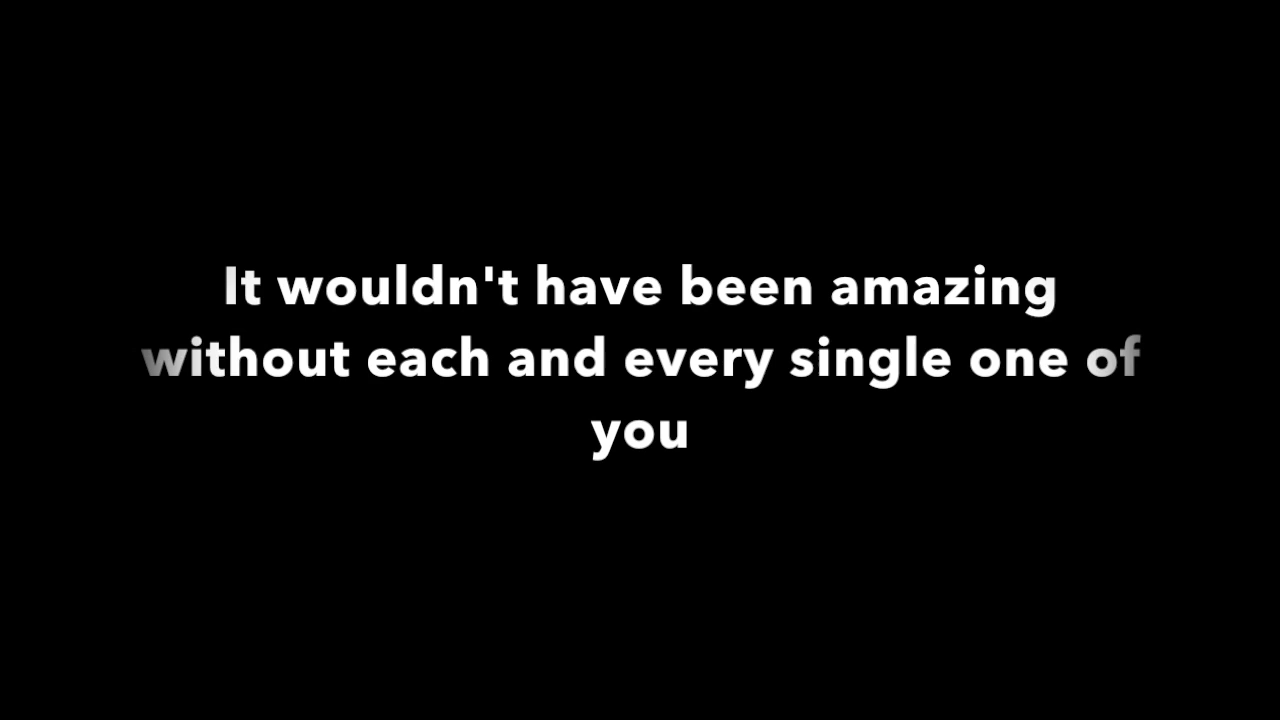 It wouldn't have been amazing
without each and every single one of
you